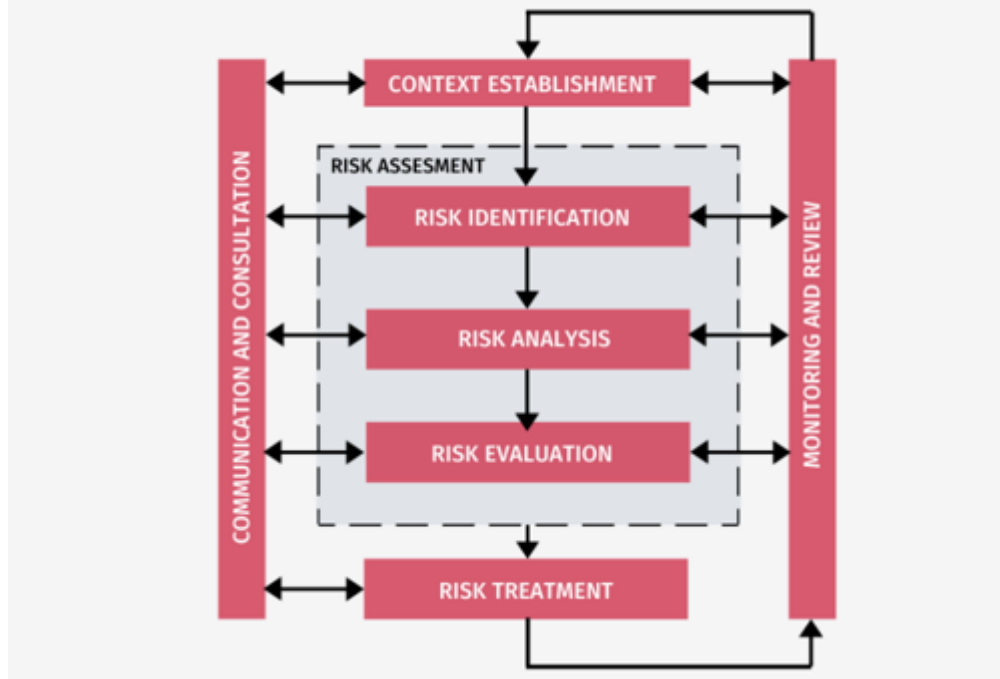 CONTEXT ESTABLISHMENT
RISK ASSESMENT
RISK IDENTIFICATION
RISK ANALYSIS
RISK EVALUATION
RISK TREATMENT
COMMUNICATION AND CONSULTATION
MONITORING AND REVIEW